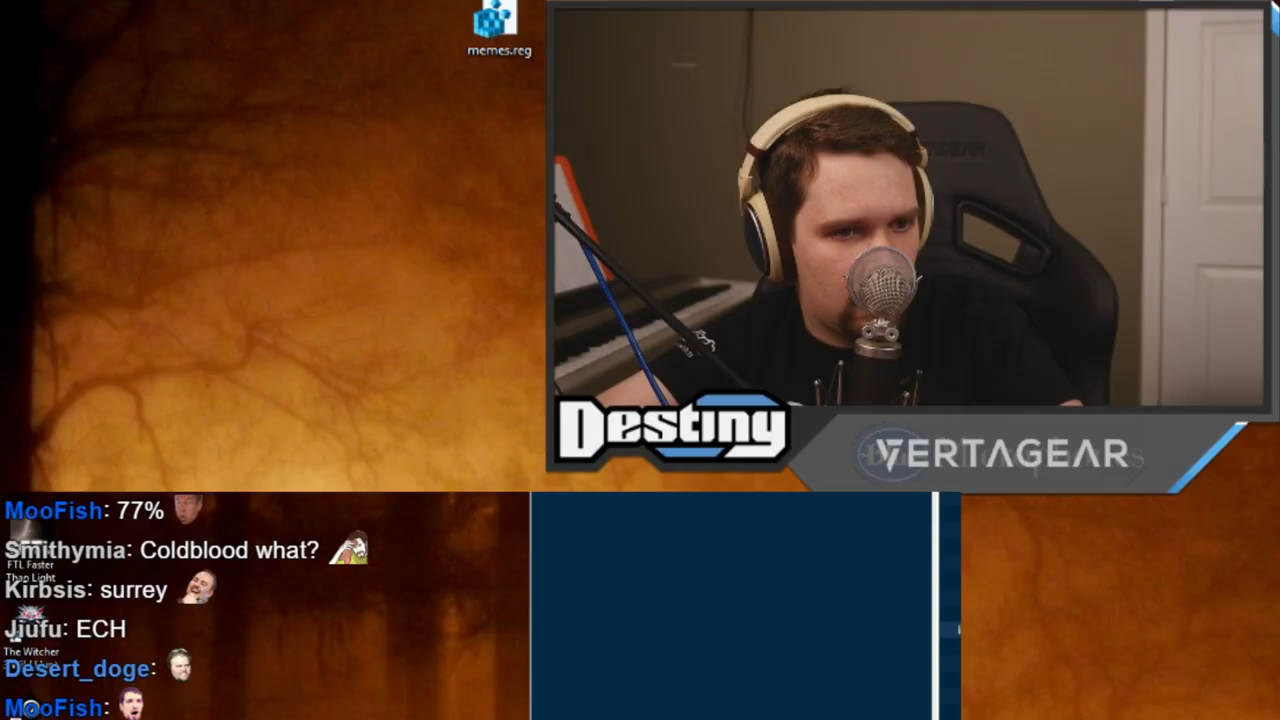 memes.reg
Destiny
VERTAGEAR
MooFish: 77%
Smithymia: Coldblood what?
FTL Faster
Than Light
Kirbsis: surrey
Jiufu: ECH
The Witcher
Desert_doge:
MooFish: